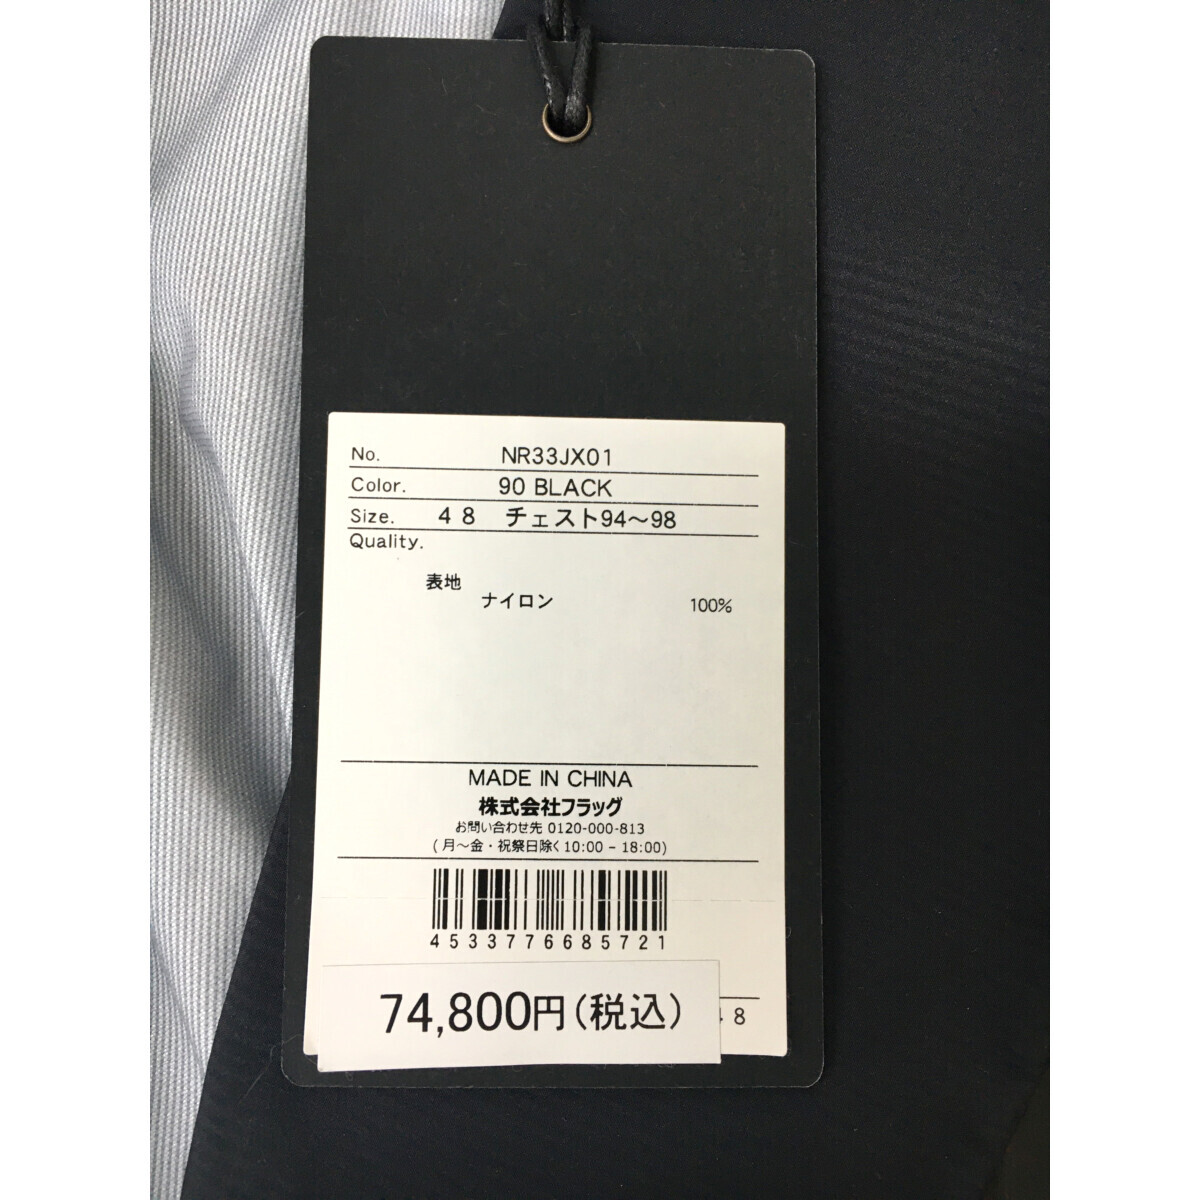 No. NR33JX01
Color. 90 BLACK
Size. 48 チェスト94～98
Quality.
表地
ナイロン 100%
MADE IN CHINA
株式会社フラッグ
お問い合わせ先 0120-000-813
(月～金・祝祭日除く10:00 - 18:00)
4533776685721
74,800円(税込)
48